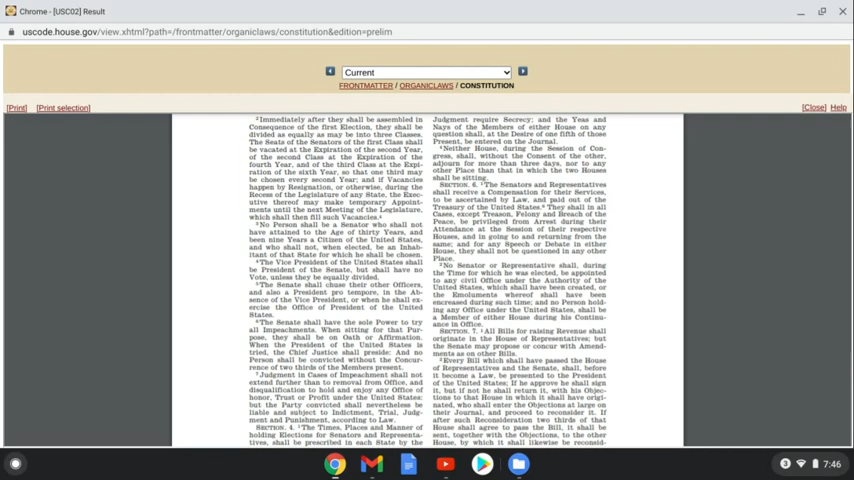 Chrome - [USC02] Result
uscode.house.gov/view.xhtml?path=/frontmatter/organiclaws/constitution&edition=prelim
Current
FRONTMATTER / ORGANICLAWS / CONSTITUTION
[Print] [Print selection]
[Close] Help
2 Immediately after they shall be assembled in
Consequence of the first Election, they shall be
divided as equally as may be into three Classes.
The Seats of the Senators of the first Class shall
be vacated at the Expiration of the second Year,
of the second Class at the Expiration of the
fourth Year, and of the third Class at the Expi-
ration of the sixth Year, so that one third may
be chosen every second Year; and if Vacancies
happen by Resignation, or otherwise, during the
Recess of the Legislature of any State, the Exec-
utive thereof may make temporary Appoint-
ments until the next Meeting of the Legislature,
which shall then fill such Vacancies.4
3 No Person shall be a Senator who shall not
have attained to the Age of thirty Years, and
been nine Years a Citizen of the United States,
and who shall not, when elected, be an Inhab-
itant of that State for which he shall be chosen.
4 The Vice President of the United States shall
be President of the Senate, but shall have no
Vote, unless they be equally divided.
5 The Senate shall chuse their other Officers,
and also a President pro tempore, in the Ab-
sence of the Vice President, or when he shall ex-
ercise the Office of President of the United
States.
6 The Senate shall have the sole Power to try
all Impeachments. When sitting for that Pur-
pose, they shall be on Oath or Affirmation.
When the President of the United States is
tried, the Chief Justice shall preside: And no
Person shall be convicted without the Concur-
rence of two thirds of the Members present.
7 Judgment in Cases of Impeachment shall not
extend further than to removal from Office, and
disqualification to hold and enjoy any Office of
honor, Trust or Profit under the United States:
but the Party convicted shall nevertheless be
liable and subject to Indictment, Trial, Judg-
ment and Punishment, according to Law.
SECTION. 4. 1 The Times, Places and Manner of
holding Elections for Senators and Representa-
tives, shall be prescribed in each State by the
Judgment require Secrecy; and the Yeas and
Nays of the Members of either House on any
question shall, at the Desire of one fifth of those
Present, be entered on the Journal.
4 Neither House, during the Session of Con-
gress, shall, without the Consent of the other,
adjourn for more than three days, nor to any
other Place than that in which the two Houses
shall be sitting.
SECTION. 6. 1 The Senators and Representatives
shall receive a Compensation for their Services,
to be ascertained by Law, and paid out of the
Treasury of the United States.6 They shall in all
Cases, except Treason, Felony and Breach of the
Peace, be privileged from Arrest during their
Attendance at the Session of their respective
Houses, and in going to and returning from the
same; and for any Speech or Debate in either
House, they shall not be questioned in any other
Place.
2 No Senator or Representative shall, during
the Time for which he was elected, be appointed
to any civil Office under the Authority of the
United States, which shall have been created, or
the Emoluments whereof shall have been
encreased during such time; and no Person hold-
ing any Office under the United States, shall be
a Member of either House during his Continu-
ance in Office.
SECTION. 7. 1 All Bills for raising Revenue shall
originate in the House of Representatives; but
the Senate may propose or concur with Amend-
ments as on other Bills.
2 Every Bill which shall have passed the House
of Representatives and the Senate, shall,
before it become a Law, be presented to the President
of the United States; If he approve he shall sign
it, but if not he shall return it, with his Objec-
tions to that House in which it shall have origi-
nated, who shall enter the Objections at large on
their Journal, and proceed to reconsider it. If
after such Reconsideration two thirds of that
House shall agree to pass the Bill, it shall be
sent, together with the Objections, to the other
House, by which it shall likewise be reconsid-
3
7:46